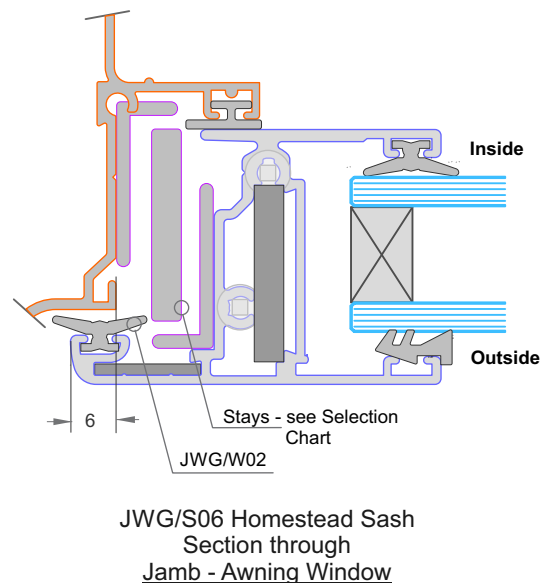 Inside
Outside
6
Stays - see Selection
Chart
JWG/W02
JWG/S06 Homestead Sash
Section through
Jamb - Awning Window